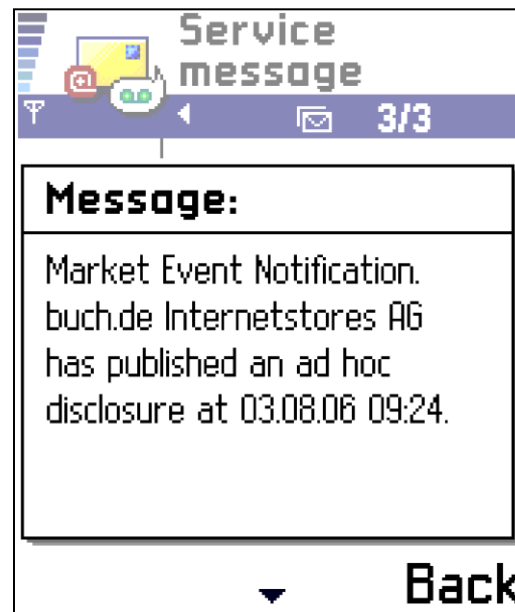 Service
message
3/3
Message:
Market Event Notification.
buch.de Internetstores AG
has published an ad hoc
disclosure at 03.08.06 09:24.
Back